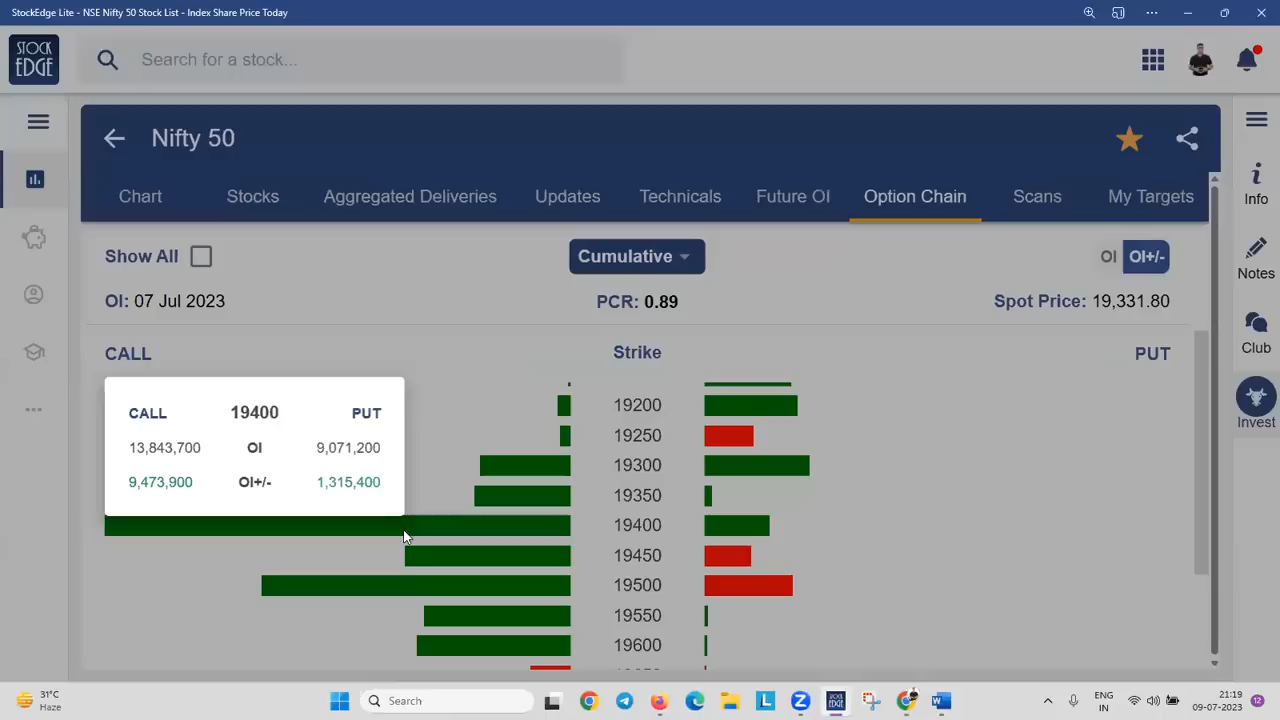 StockEdge Lite - NSE Nifty 50 Stock List - Index Share Price Today
STOCK EDGE
Search for a stock...
Nifty 50
Chart Stocks Aggregated Deliveries Updates Technicals Future OI Option Chain Scans My Targets
Show All Cumulative OI OI+/-
OI: 07 Jul 2023 PCR: 0.89 Spot Price: 19,331.80
CALL Strike PUT
CALL 19400 PUT
13,843,700 OI 9,071,200
9,473,900 OI+/- 1,315,400
19200
19250
19300
19350
19400
19450
19500
19550
19600
Info
Notes
Club
Invest
31°C
Haze
Search
ENG
IN
21:19
09-07-2023
12